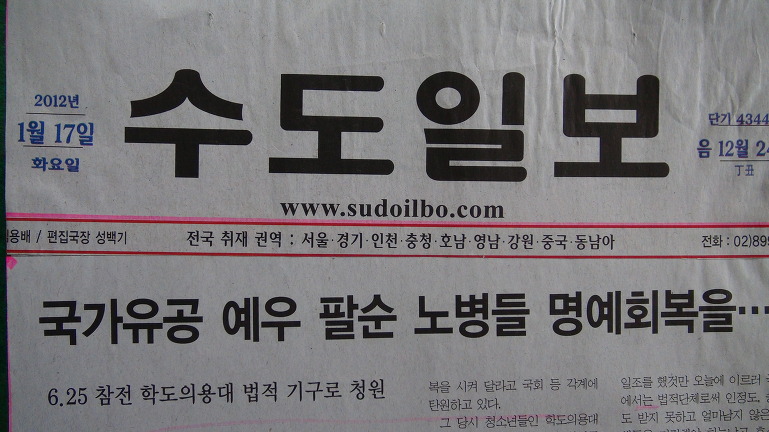 2012년
1월 17일
화요일
수도일보
단기 4344
음 12월 24
丁丑
www.sudoilbo.com
용배 / 편집국장 성백기
전국 취재 권역 : 서울·경기·인천·충청·호남·영남·강원·중국·동남아
전화 : 02)895
국가유공 예우 팔순 노병들 명예회복을…
6.25 참전 학도의용대 법적 기구로 청원
복을 시켜 달라고 국회 등 각계에
탄원하고 있다.
그 당시 청소년들인 학도의용대
일조를 했것만 오늘에 이르러
에서는 법적단체로써 인정도,
도 받지 못하고 얼마남지 않은